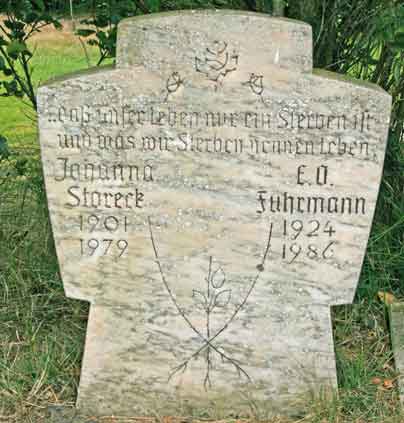 ...daß unser Leben nur ein Sterben ist
und was wir Sterben nennen Leben
Johanna
Storeck
1901
1979
E.O.
Fuhrmann
1924
1986